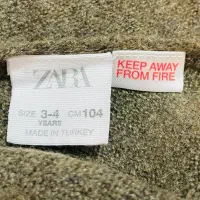 ZARA
SIZE 3-4 CM 104
YEARS
MADE IN TURKEY
KEEP AWAY
FROM FIRE